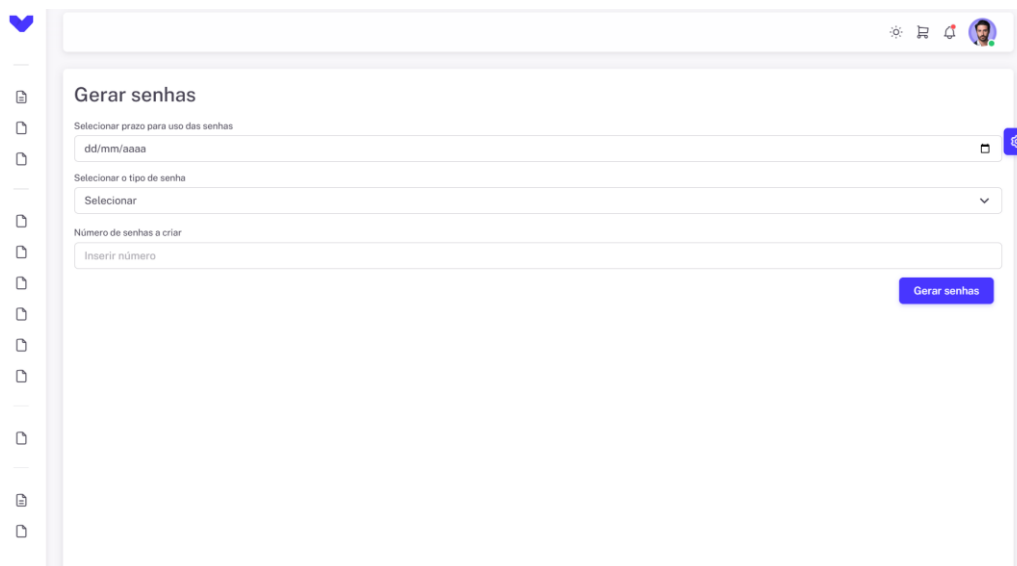 Gerar senhas
Selecionar prazo para uso das senhas
dd/mm/aaaa
Selecionar o tipo de senha
Selecionar
Número de senhas a criar
Inserir número
Gerar senhas